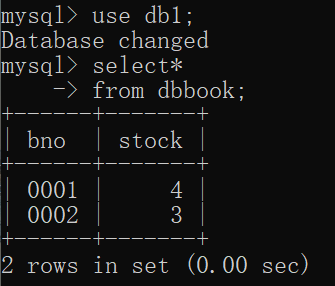 mysql> use db1;
Database changed
mysql> select*
    -> from dbbook;
+------+-------+
| bno  | stock |
+------+-------+
| 0001 |     4 |
| 0002 |     3 |
+------+-------+
2 rows in set (0.00 sec)